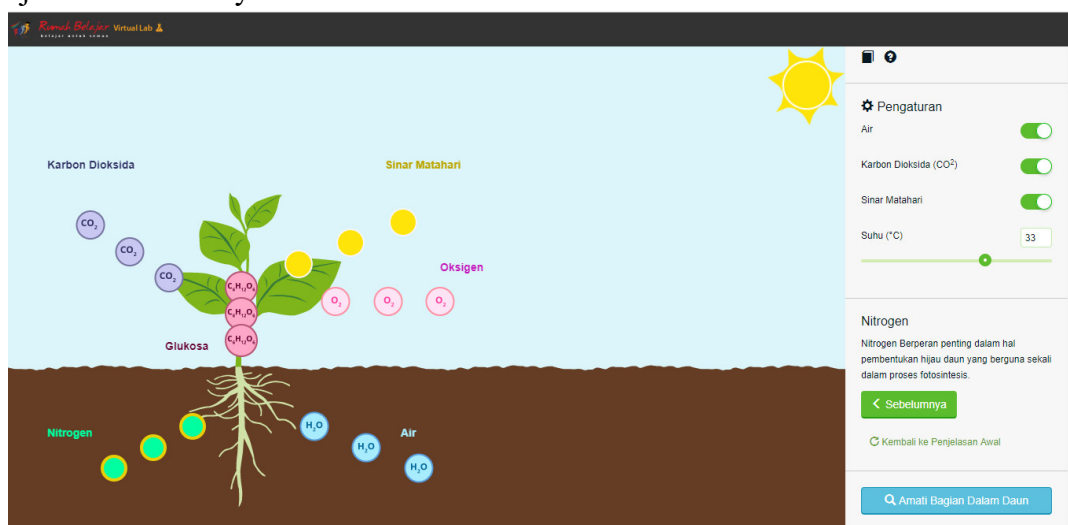 Rumah Belajar Virtual Lab
belajar untuk semua
Karbon Dioksida
Sinar Matahari
CO2
CO2
CO2
Oksigen
C6H12O6
C6H12O6
C6H12O6
O2
O2
O2
Glukosa
Nitrogen
Air
H2O
H2O
H2O
Pengaturan
Air
Karbon Dioksida (CO²)
Sinar Matahari
Suhu (°C)
33
Nitrogen
Nitrogen Berperan penting dalam hal
pembentukan hijau daun yang berguna sekali
dalam proses fotosintesis.
Sebelumnya
Kembali ke Penjelasan Awal
Amati Bagian Dalam Daun